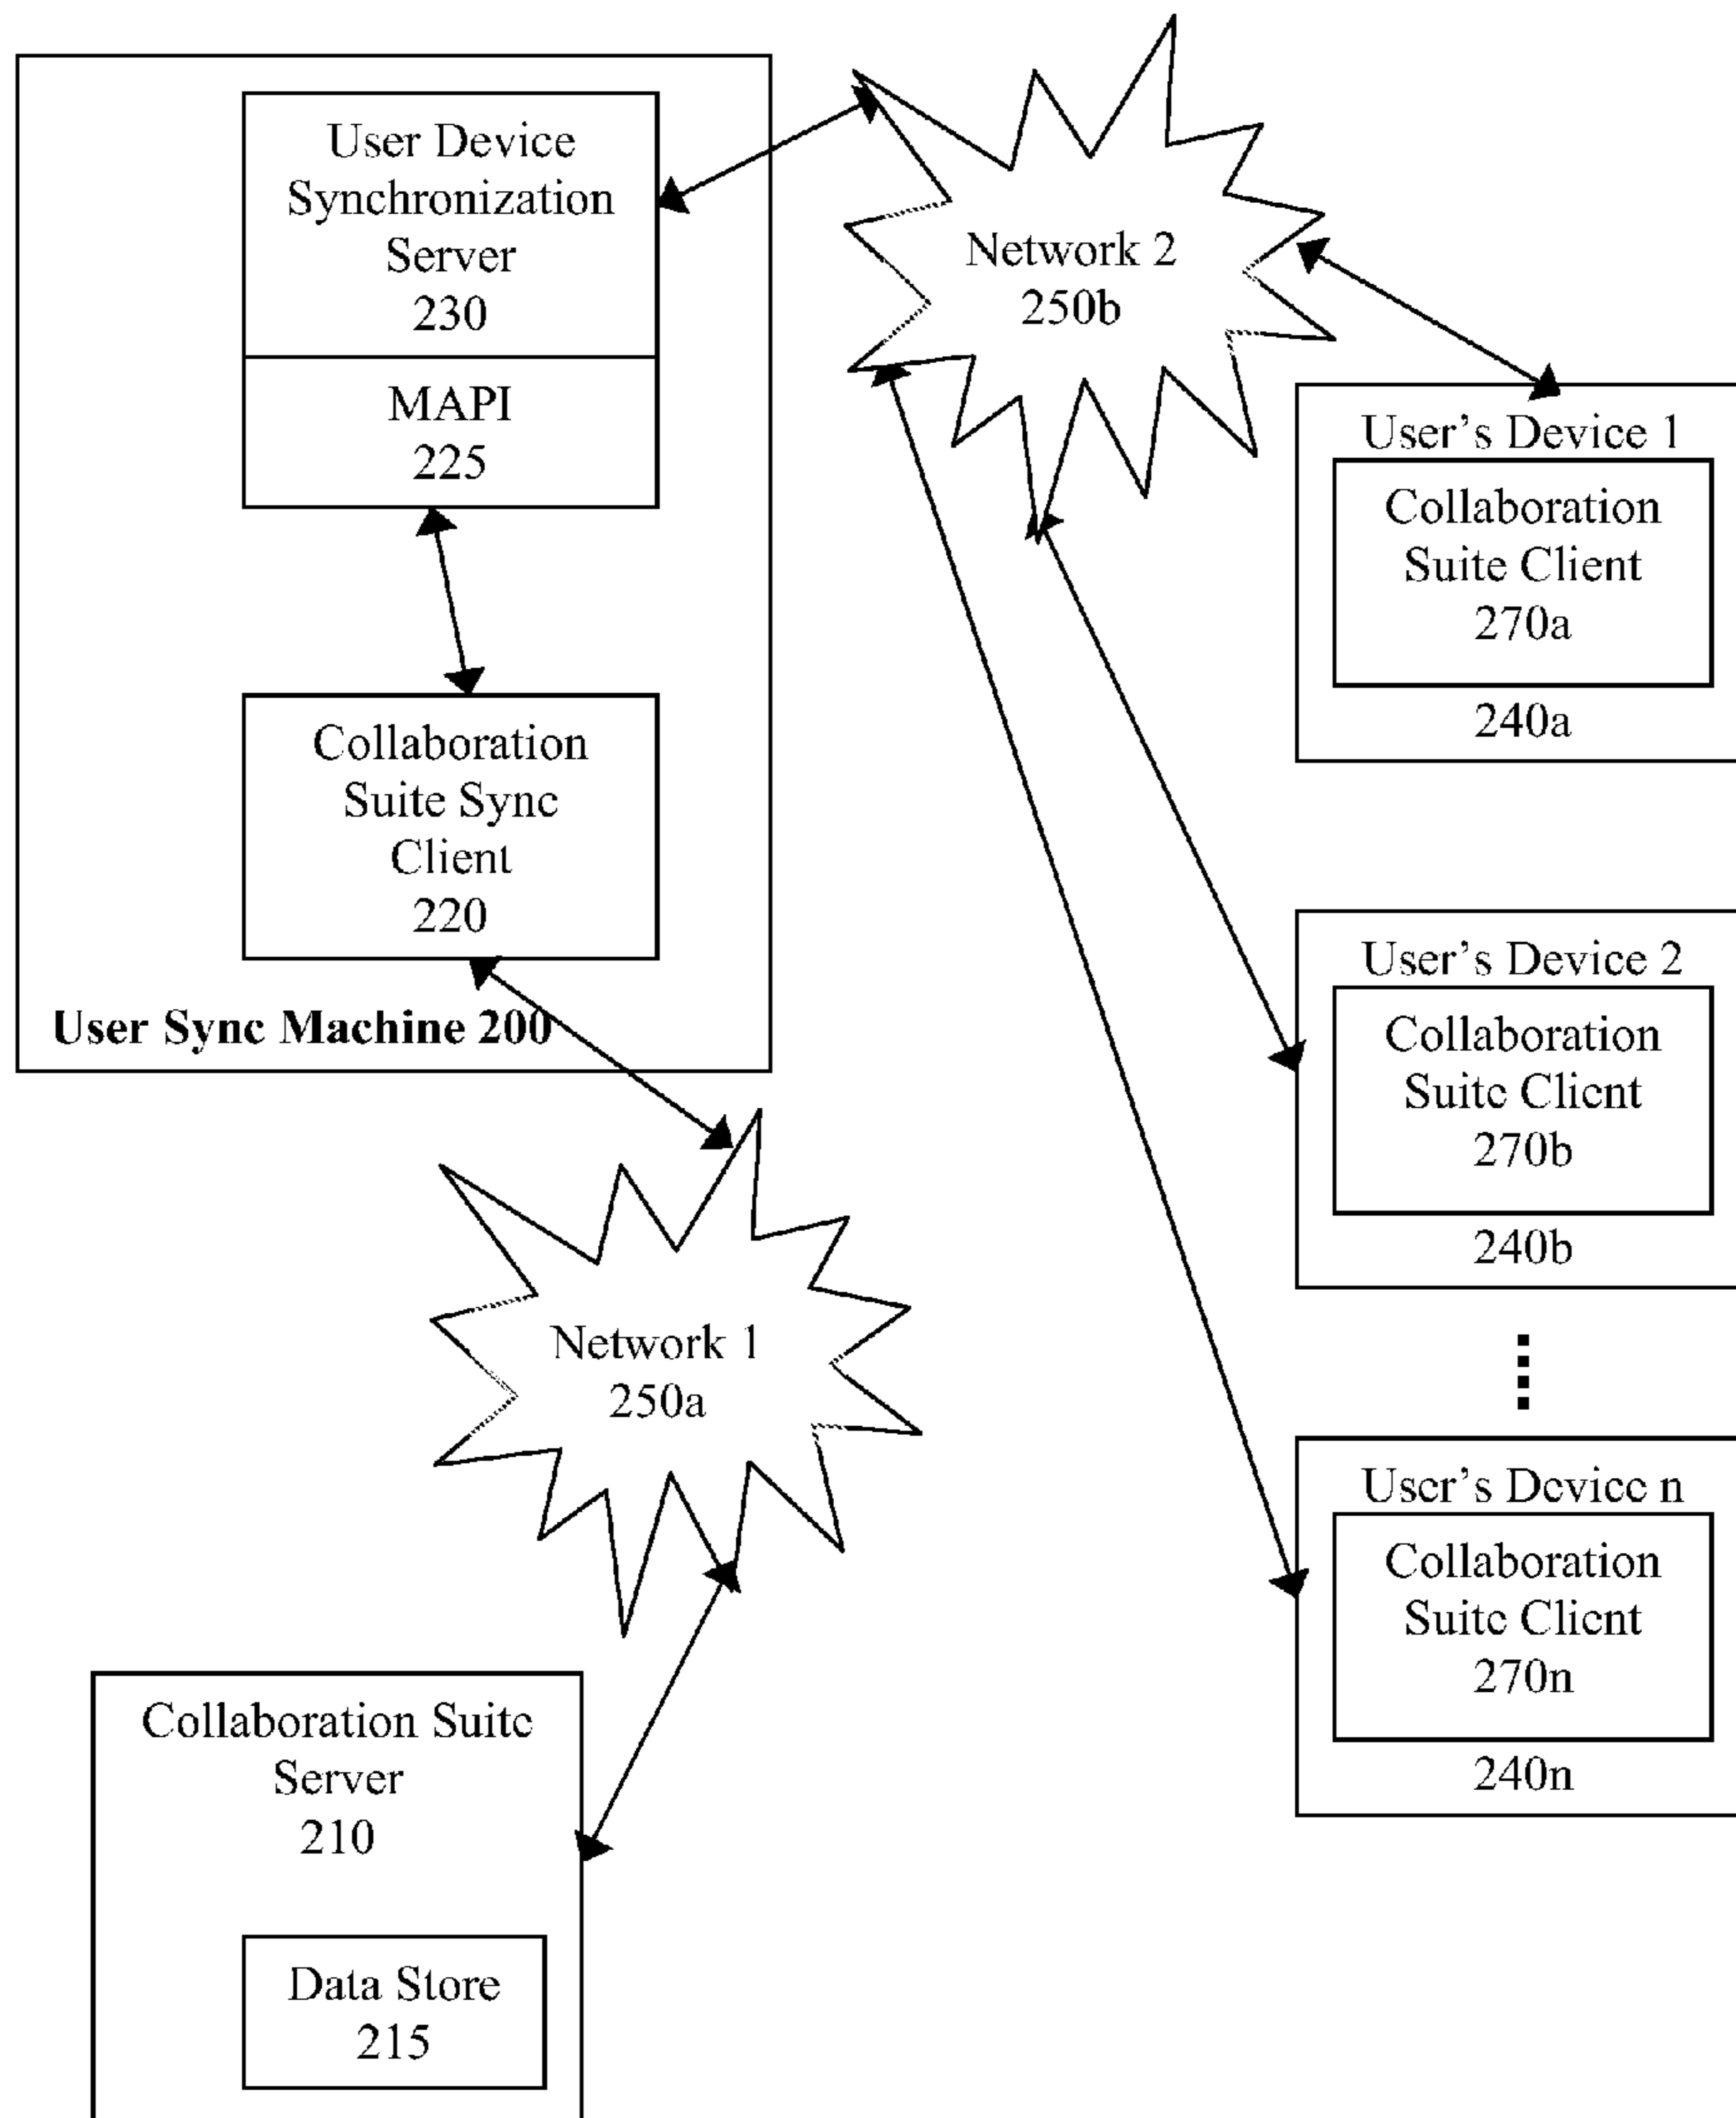 User Device
Synchronization
Server
230
MAPI
225
Collaboration
Suite Sync
Client
220
User Sync Machine 200
Network 2
250b
User's Device 1
Collaboration
Suite Client
270a
240a
User's Device 2
Collaboration
Suite Client
270b
240b
User's Device n
Collaboration
Suite Client
270n
240n
Network 1
250a
Collaboration Suite
Server
210
Data Store
215